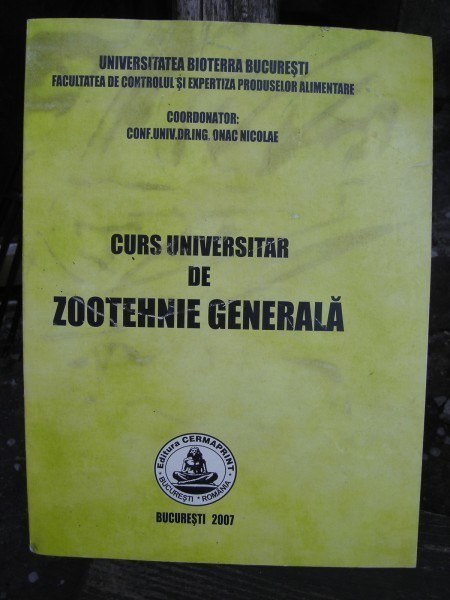 UNIVERSITATEA BIOTERRA BUCUREȘTI
FACULTATEA DE CONTROLUL ȘI EXPERTIZA PRODUSELOR ALIMENTARE
COORDONATOR:
CONF.UNIV.DR.ING. ONAC NICOLAE
CURS UNIVERSITAR
DE
ZOOTEHNIE GENERALĂ
Editura CERMAPRINT
BUCUREȘTI * ROMÂNIA
BUCUREȘTI 2007